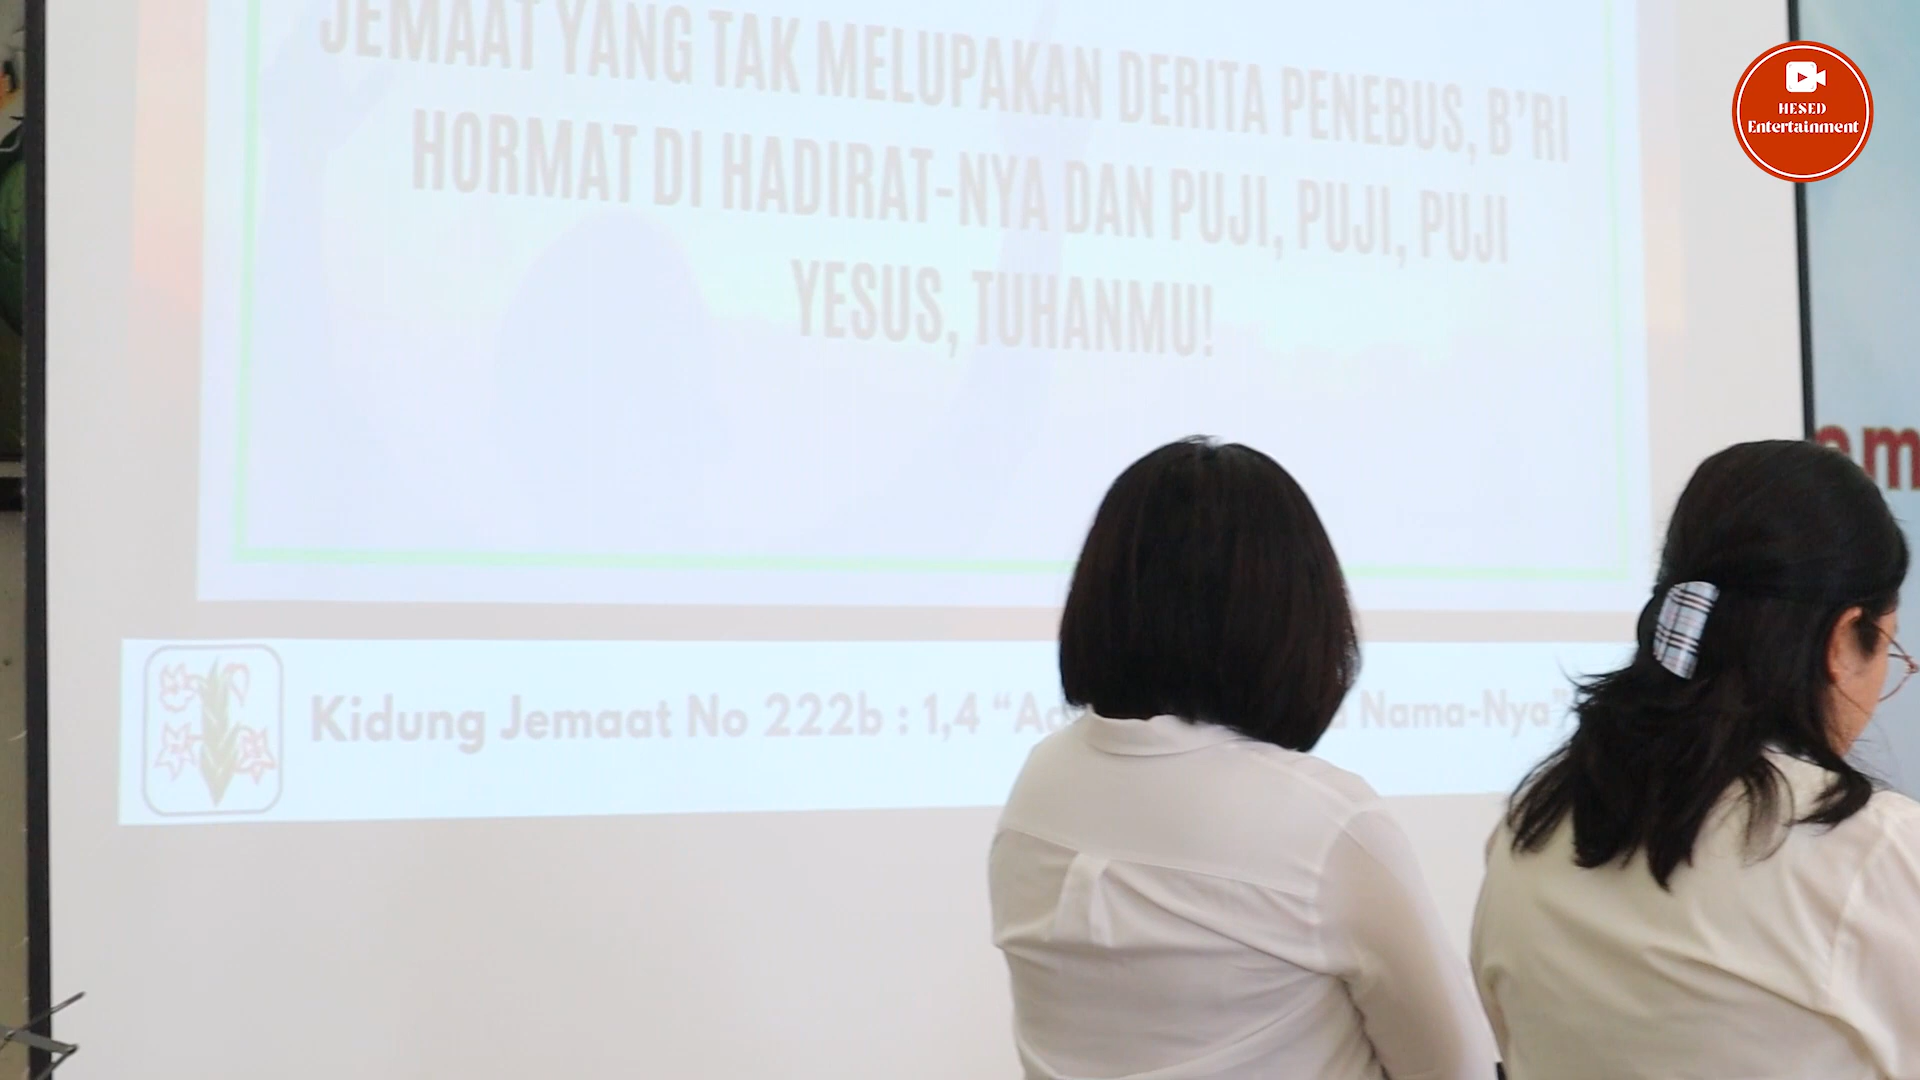 JEMAAT YANG TAK MELUPAKAN DERITA PENEBUS, B'RI
HORMAT DI HADIRAT-NYA DAN PUJI, PUJI, PUJI
YESUS, TUHANMU!
Kidung Jemaat No 222b : 1,4 “Ad Nama-Nya”
HESED
Entertainment